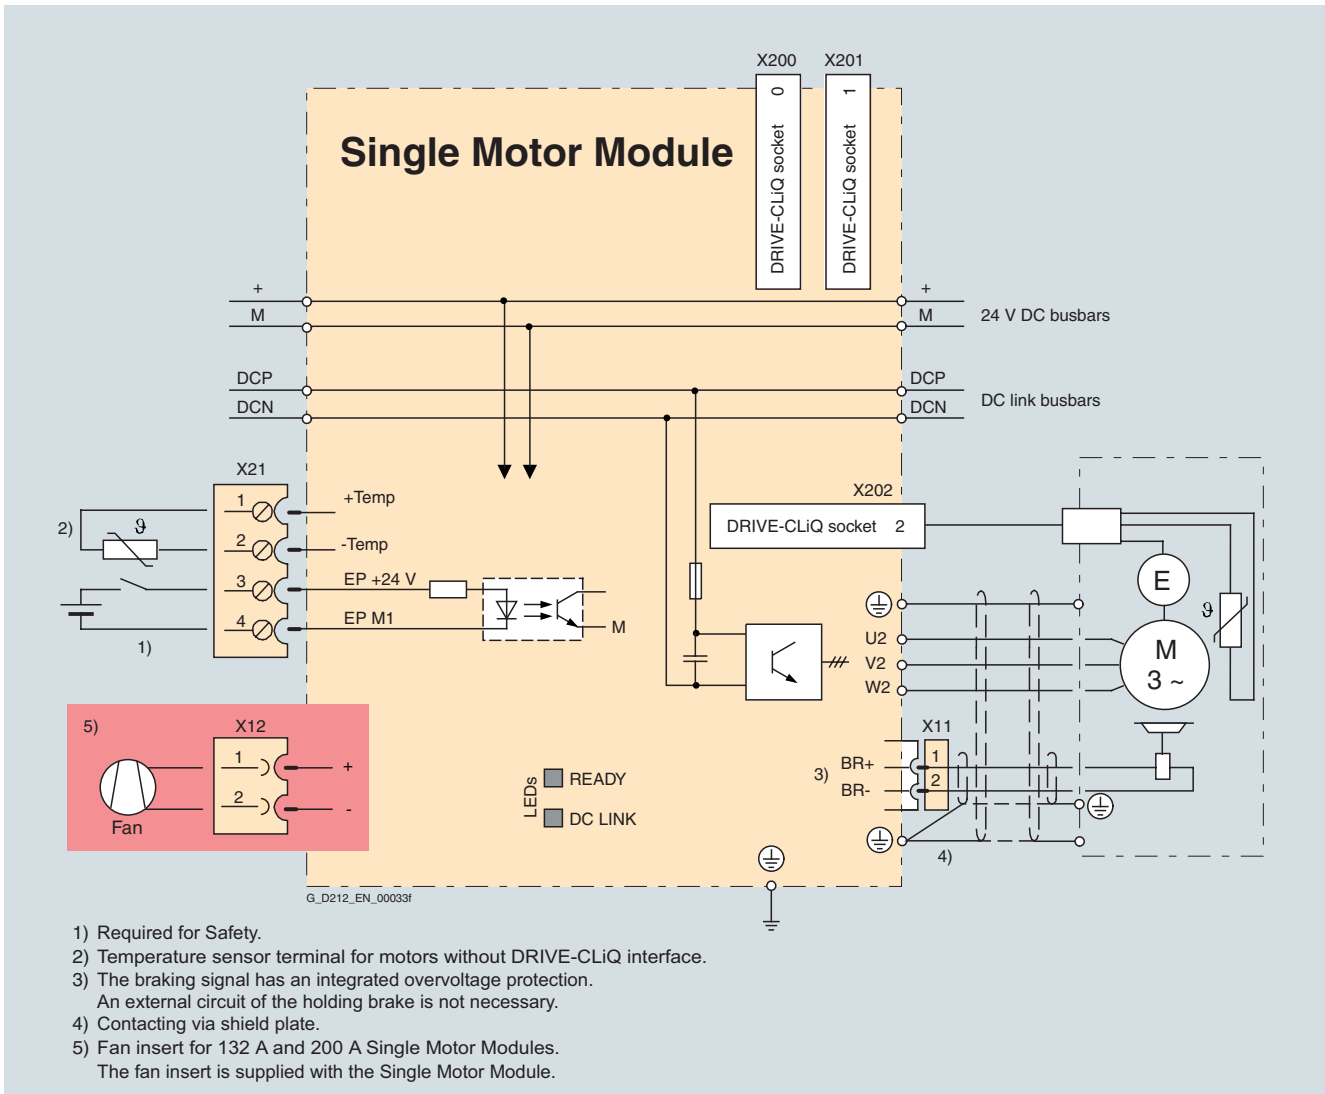 X200 X201
Single Motor Module
DRIVE-CLiQ socket 0
DRIVE-CLiQ socket 1
+ +
M M 24 V DC busbars
DCP DCP
DCN DCN DC link busbars
X21
1 +Temp
2) ϑ
2 -Temp
3 EP +24 V
4 EP M1
1)
M
X202
DRIVE-CLiQ socket 2
E
ϑ
U2
V2
W2
M
3 ~
5) X12
1 +
2 -
Fan
LEDs
READY
DC LINK
X11
3) BR+ 1
BR- 2
4)
G_D212_EN_00033f
1) Required for Safety.
2) Temperature sensor terminal for motors without DRIVE-CLiQ interface.
3) The braking signal has an integrated overvoltage protection.
An external circuit of the holding brake is not necessary.
4) Contacting via shield plate.
5) Fan insert for 132 A and 200 A Single Motor Modules.
The fan insert is supplied with the Single Motor Module.